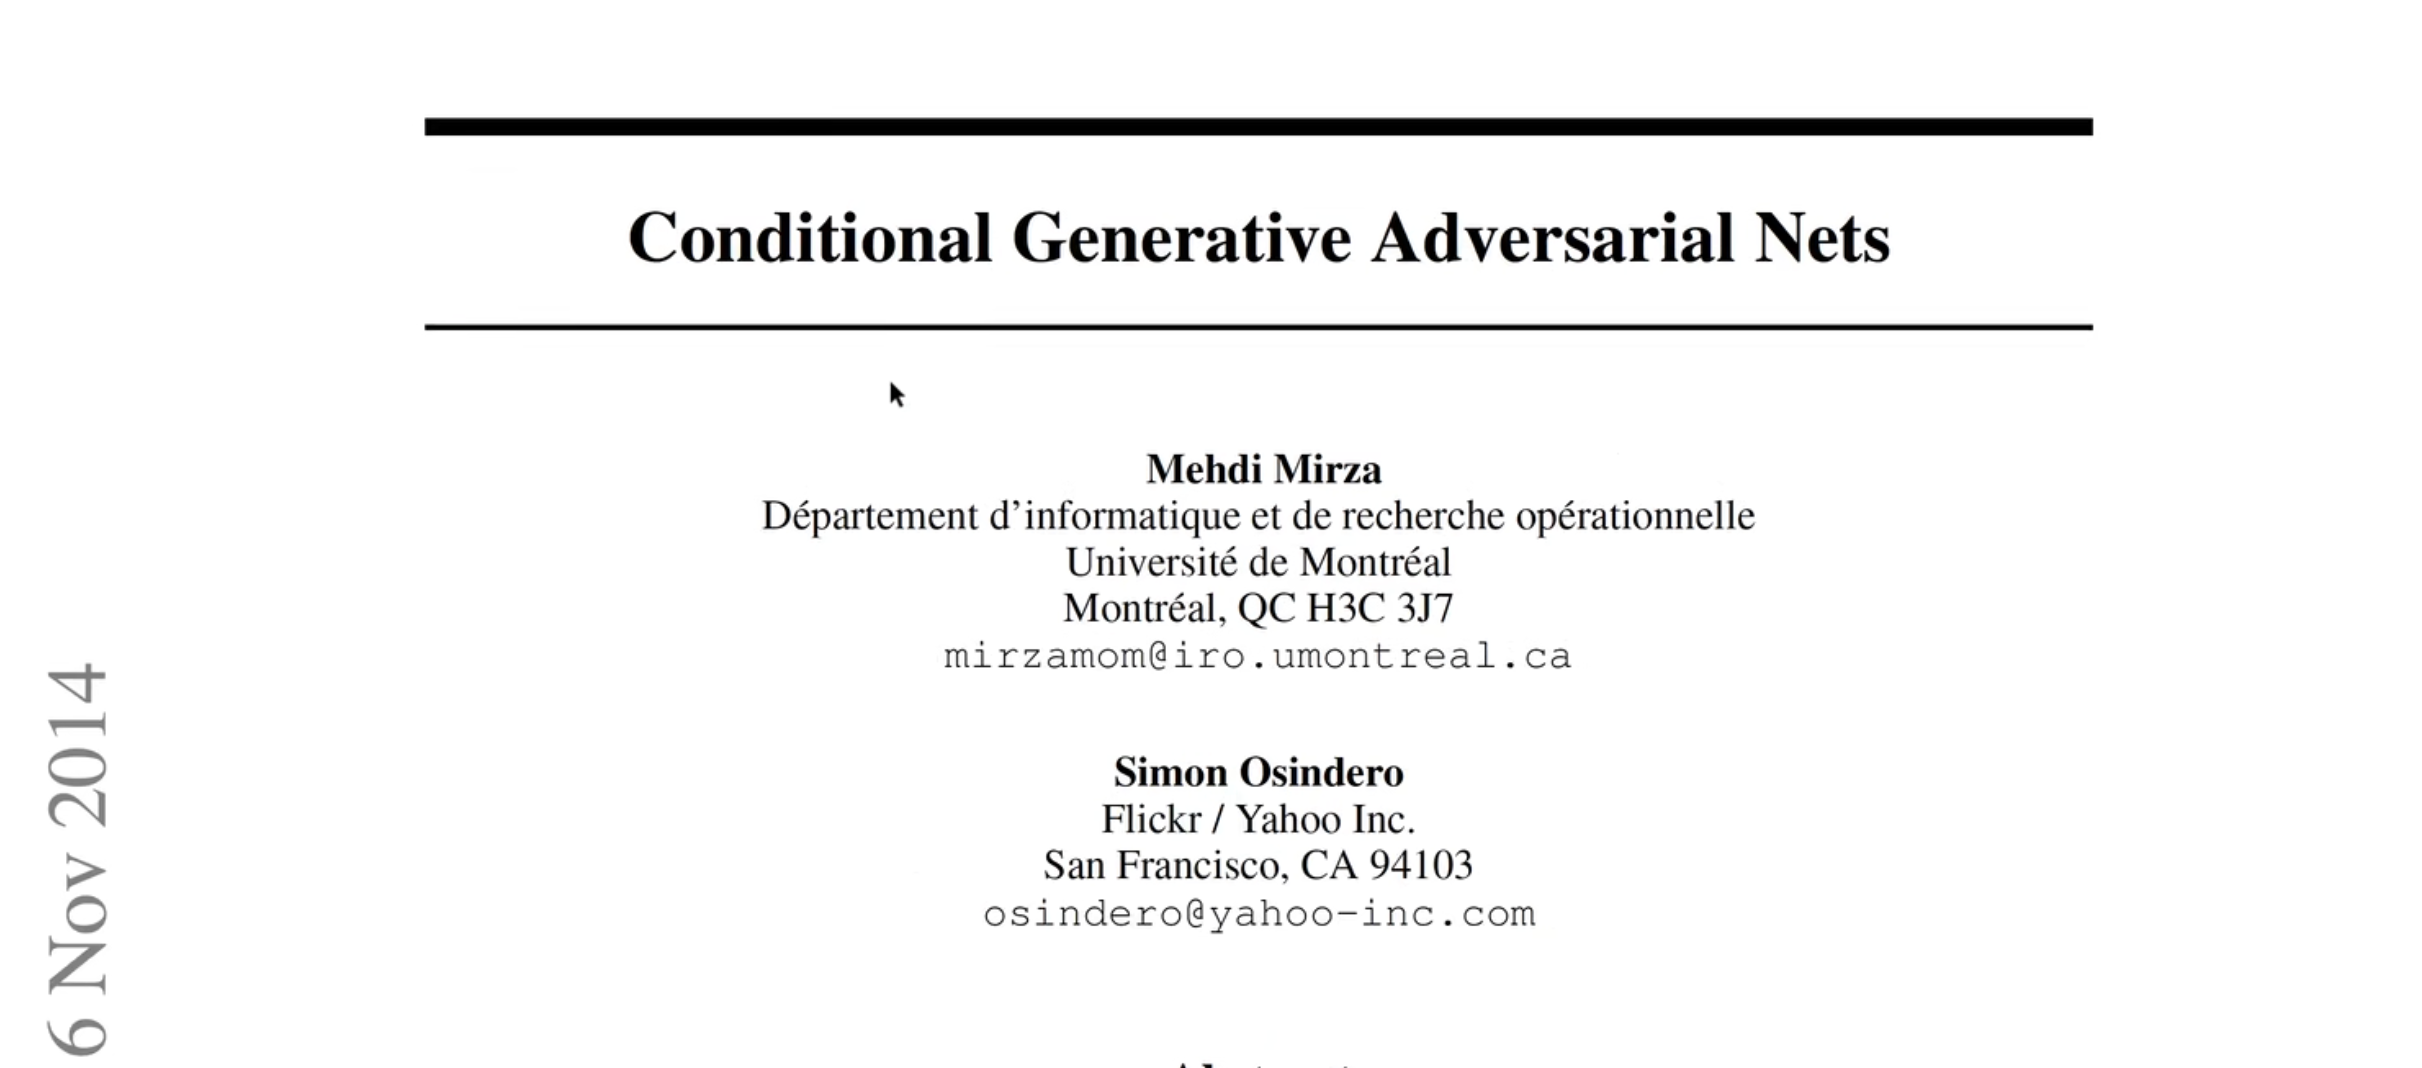 Conditional Generative Adversarial Nets
Mehdi Mirza
Département d'informatique et de recherche opérationnelle
Université de Montréal
Montréal, QC H3C 3J7
mirzamom@iro.umontreal.ca
Simon Osindero
Flickr / Yahoo Inc.
San Francisco, CA 94103
osindero@yahoo-inc.com
6 Nov 2014